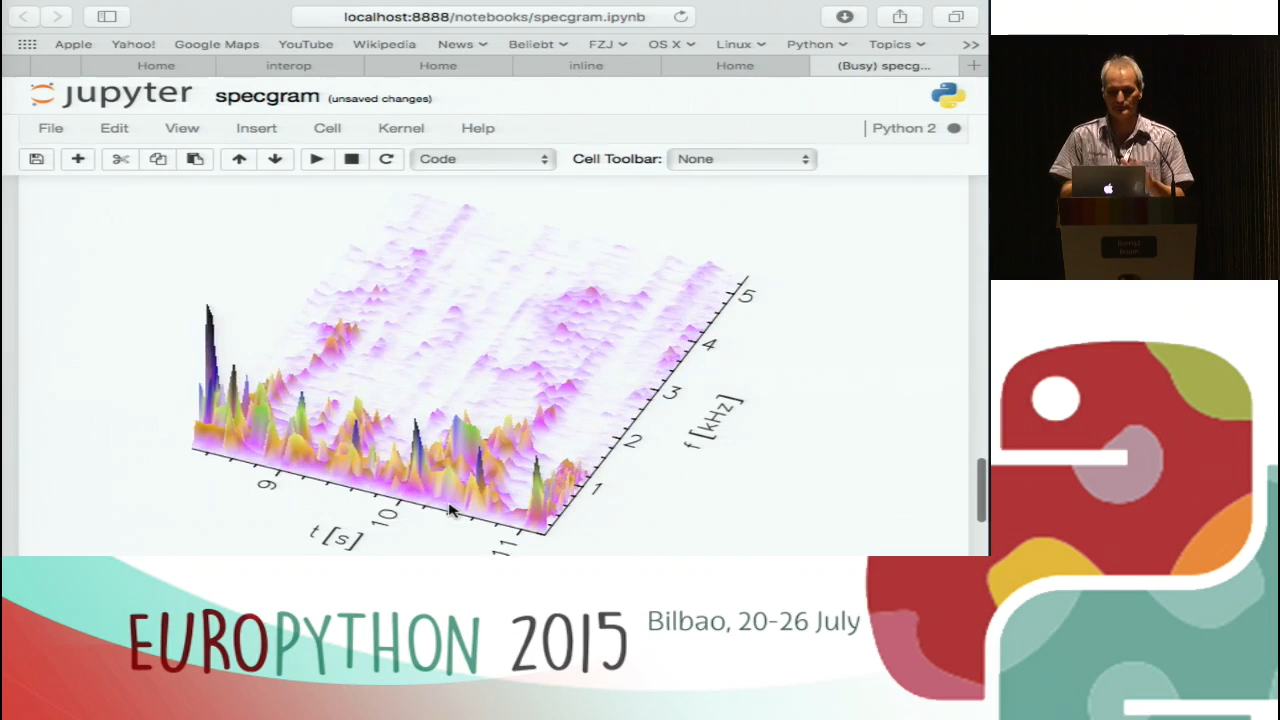 localhost:8888/notebooks/specgram.ipynb
Apple Yahoo! Google Maps YouTube Wikipedia News Beliebt FZJ OS X Linux Python Topics >>
Home interop Home inline Home (Busy) specg... +
jupyter specgram (unsaved changes)
File Edit View Insert Cell Kernel Help Python 2
Code Cell Toolbar: None
5
4
3
2
1
f [kHz]
9
10
11
t [s]
EUROPYTHON 2015 Bilbao, 20-26 July